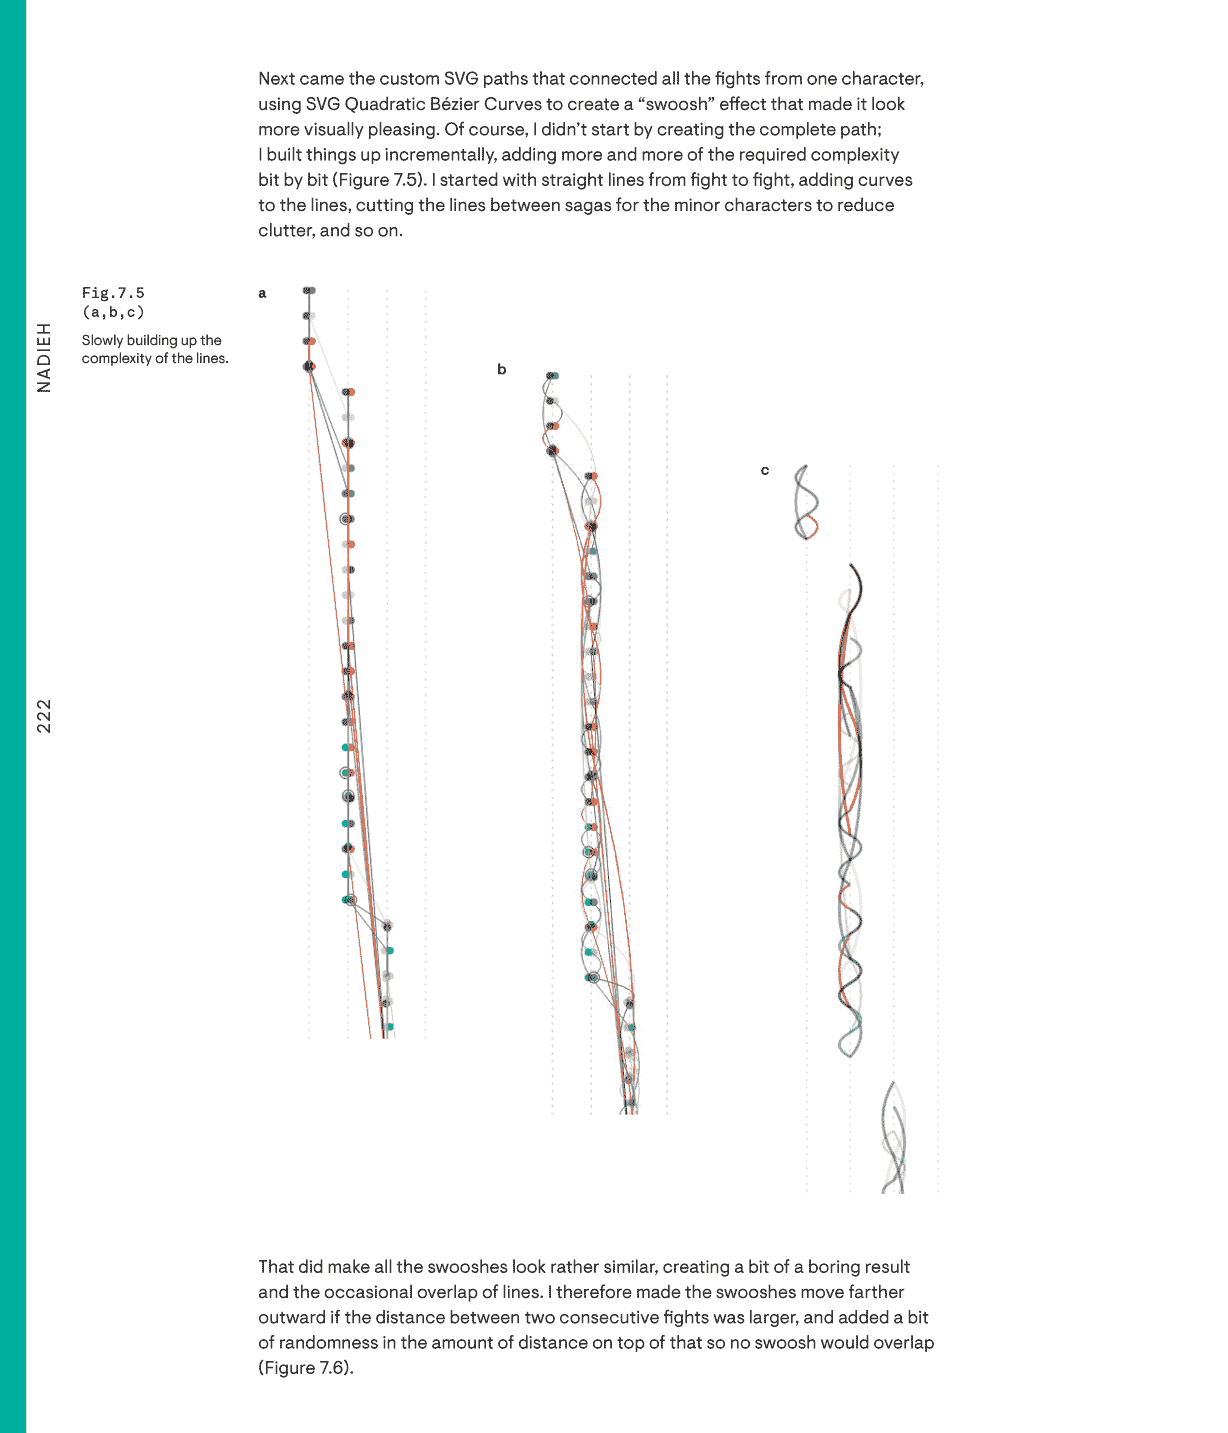 Next came the custom SVG paths that connected all the fights from one character,
using SVG Quadratic Bézier Curves to create a “swoosh” effect that made it look
more visually pleasing. Of course, I didn’t start by creating the complete path;
I built things up incrementally, adding more and more of the required complexity
bit by bit (Figure 7.5). I started with straight lines from fight to fight, adding curves
to the lines, cutting the lines between sagas for the minor characters to reduce
clutter, and so on.
Fig.7.5
(a,b,c)
Slowly building up the
complexity of the lines.
a
b
c
NADIEH
222
That did make all the swooshes look rather similar, creating a bit of a boring result
and the occasional overlap of lines. I therefore made the swooshes move farther
outward if the distance between two consecutive fights was larger, and added a bit
of randomness in the amount of distance on top of that so no swoosh would overlap
(Figure 7.6).